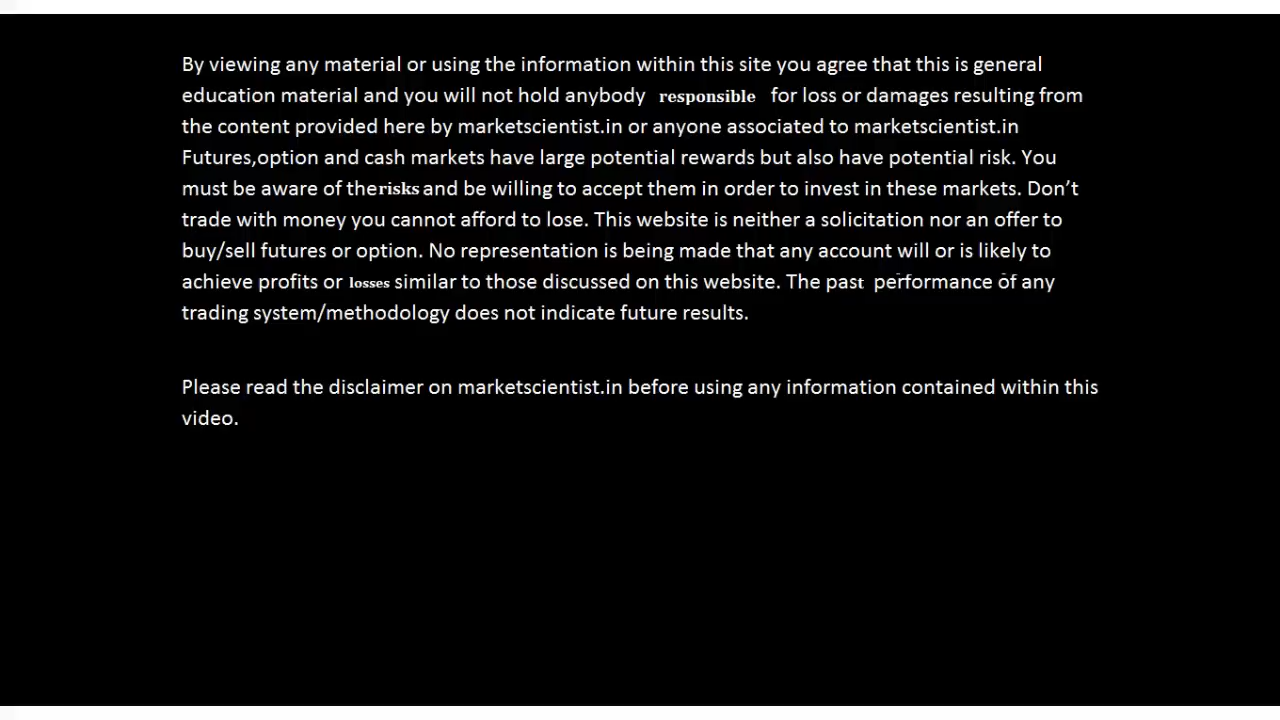 By viewing any material or using the information within this site you agree that this is general
education material and you will not hold anybody responsible for loss or damages resulting from
the content provided here by marketscientist.in or anyone associated to marketscientist.in
Futures,option and cash markets have large potential rewards but also have potential risk. You
must be aware of therisks and be willing to accept them in order to invest in these markets. Don't
trade with money you cannot afford to lose. This website is neither a solicitation nor an offer to
buy/sell futures or option. No representation is being made that any account will or is likely to
achieve profits or losses similar to those discussed on this website. The past performance of any
trading system/methodology does not indicate future results.
Please read the disclaimer on marketscientist.in before using any information contained within this
video.